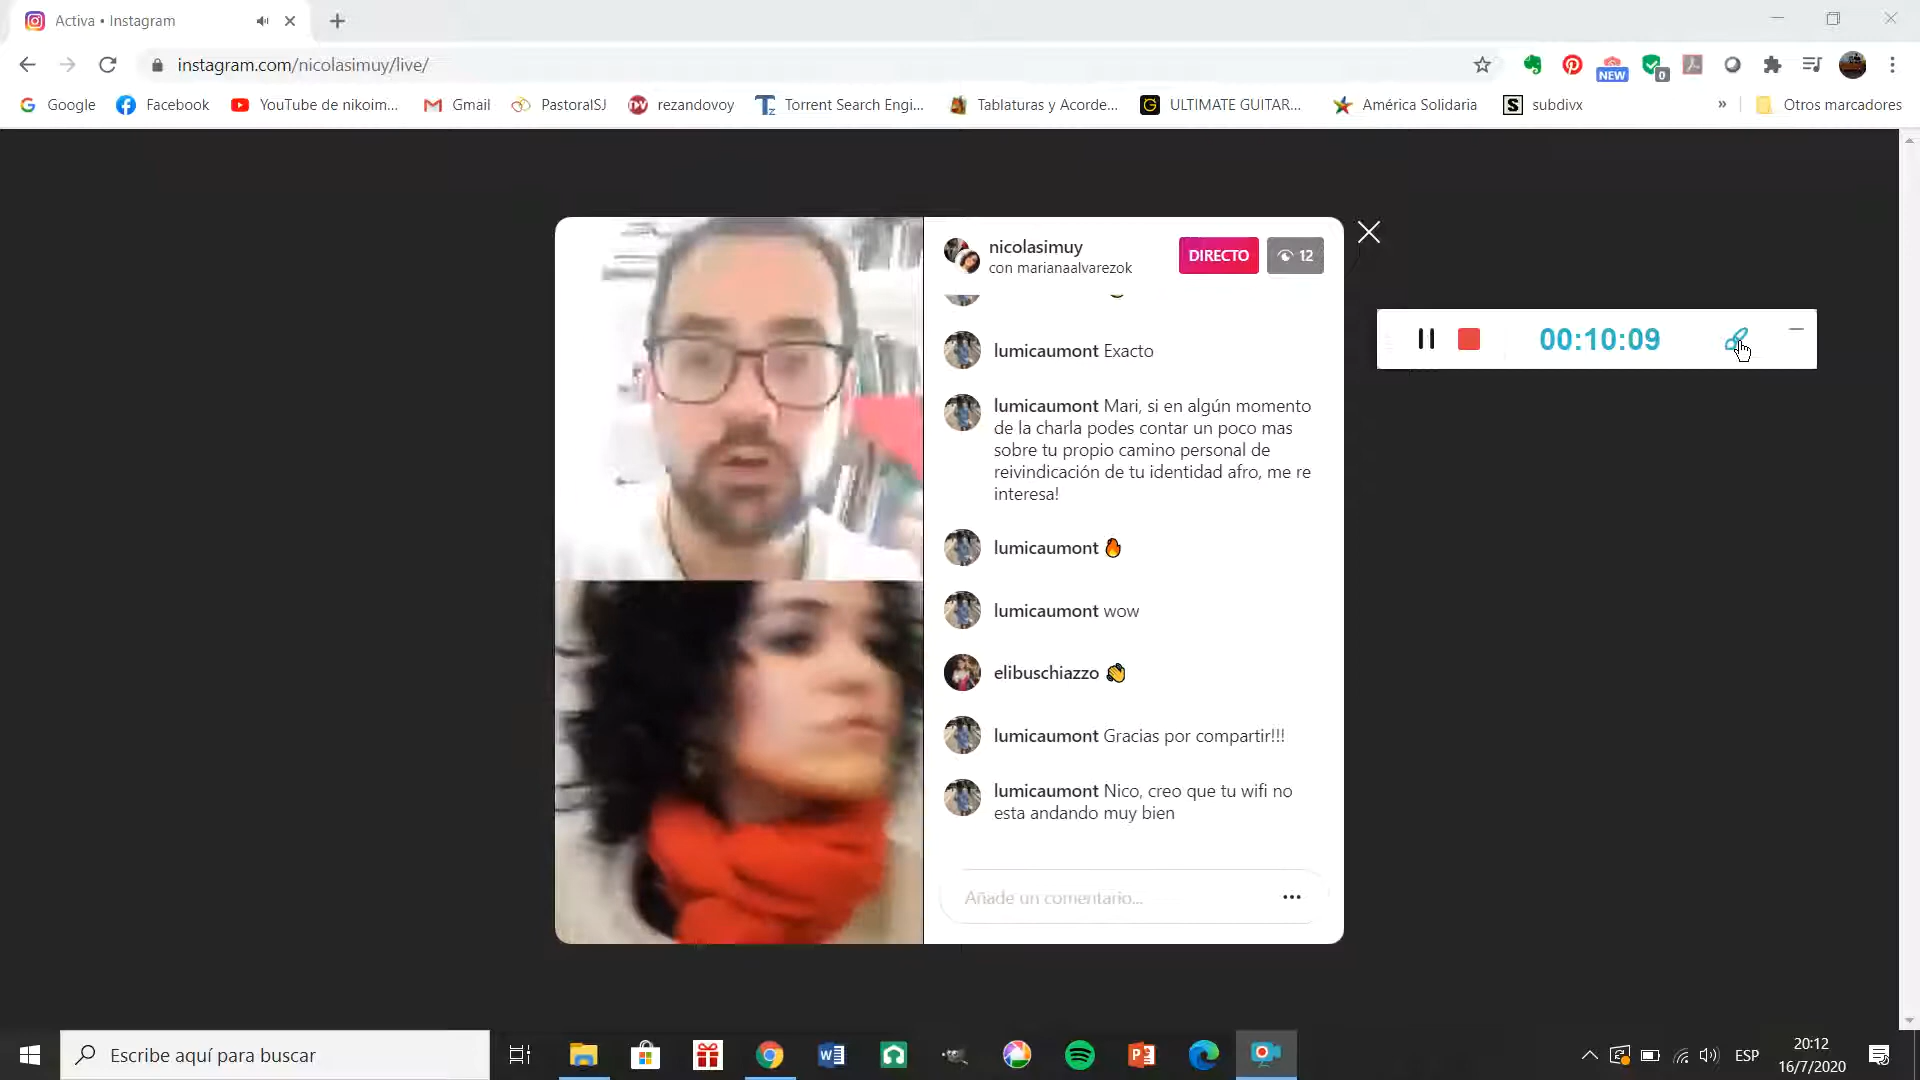 Activa • Instagram
instagram.com/nicolasimuy/live/
NEW
0
Google
Facebook
YouTube de nikoim...
Gmail
PastoralSJ
rezandovoy
Torrent Search Engi...
Tablaturas y Acorde...
ULTIMATE GUITAR...
América Solidaria
subdivx
»
Otros marcadores
nicolasimuy
con marianaalvarezok
DIRECTO
12
lumicaumont Exacto
lumicaumont Mari, si en algún momento
de la charla podes contar un poco mas
sobre tu propio camino personal de
reivindicación de tu identidad afro, me re
interesa!
lumicaumont 🔥
lumicaumont wow
elibuschiazzo 👏
lumicaumont Gracias por compartir!!!
lumicaumont Nico, creo que tu wifi no
esta andando muy bien
Añade un comentario...
00:10:09
Escribe aquí para buscar
ESP
20:12
16/7/2020